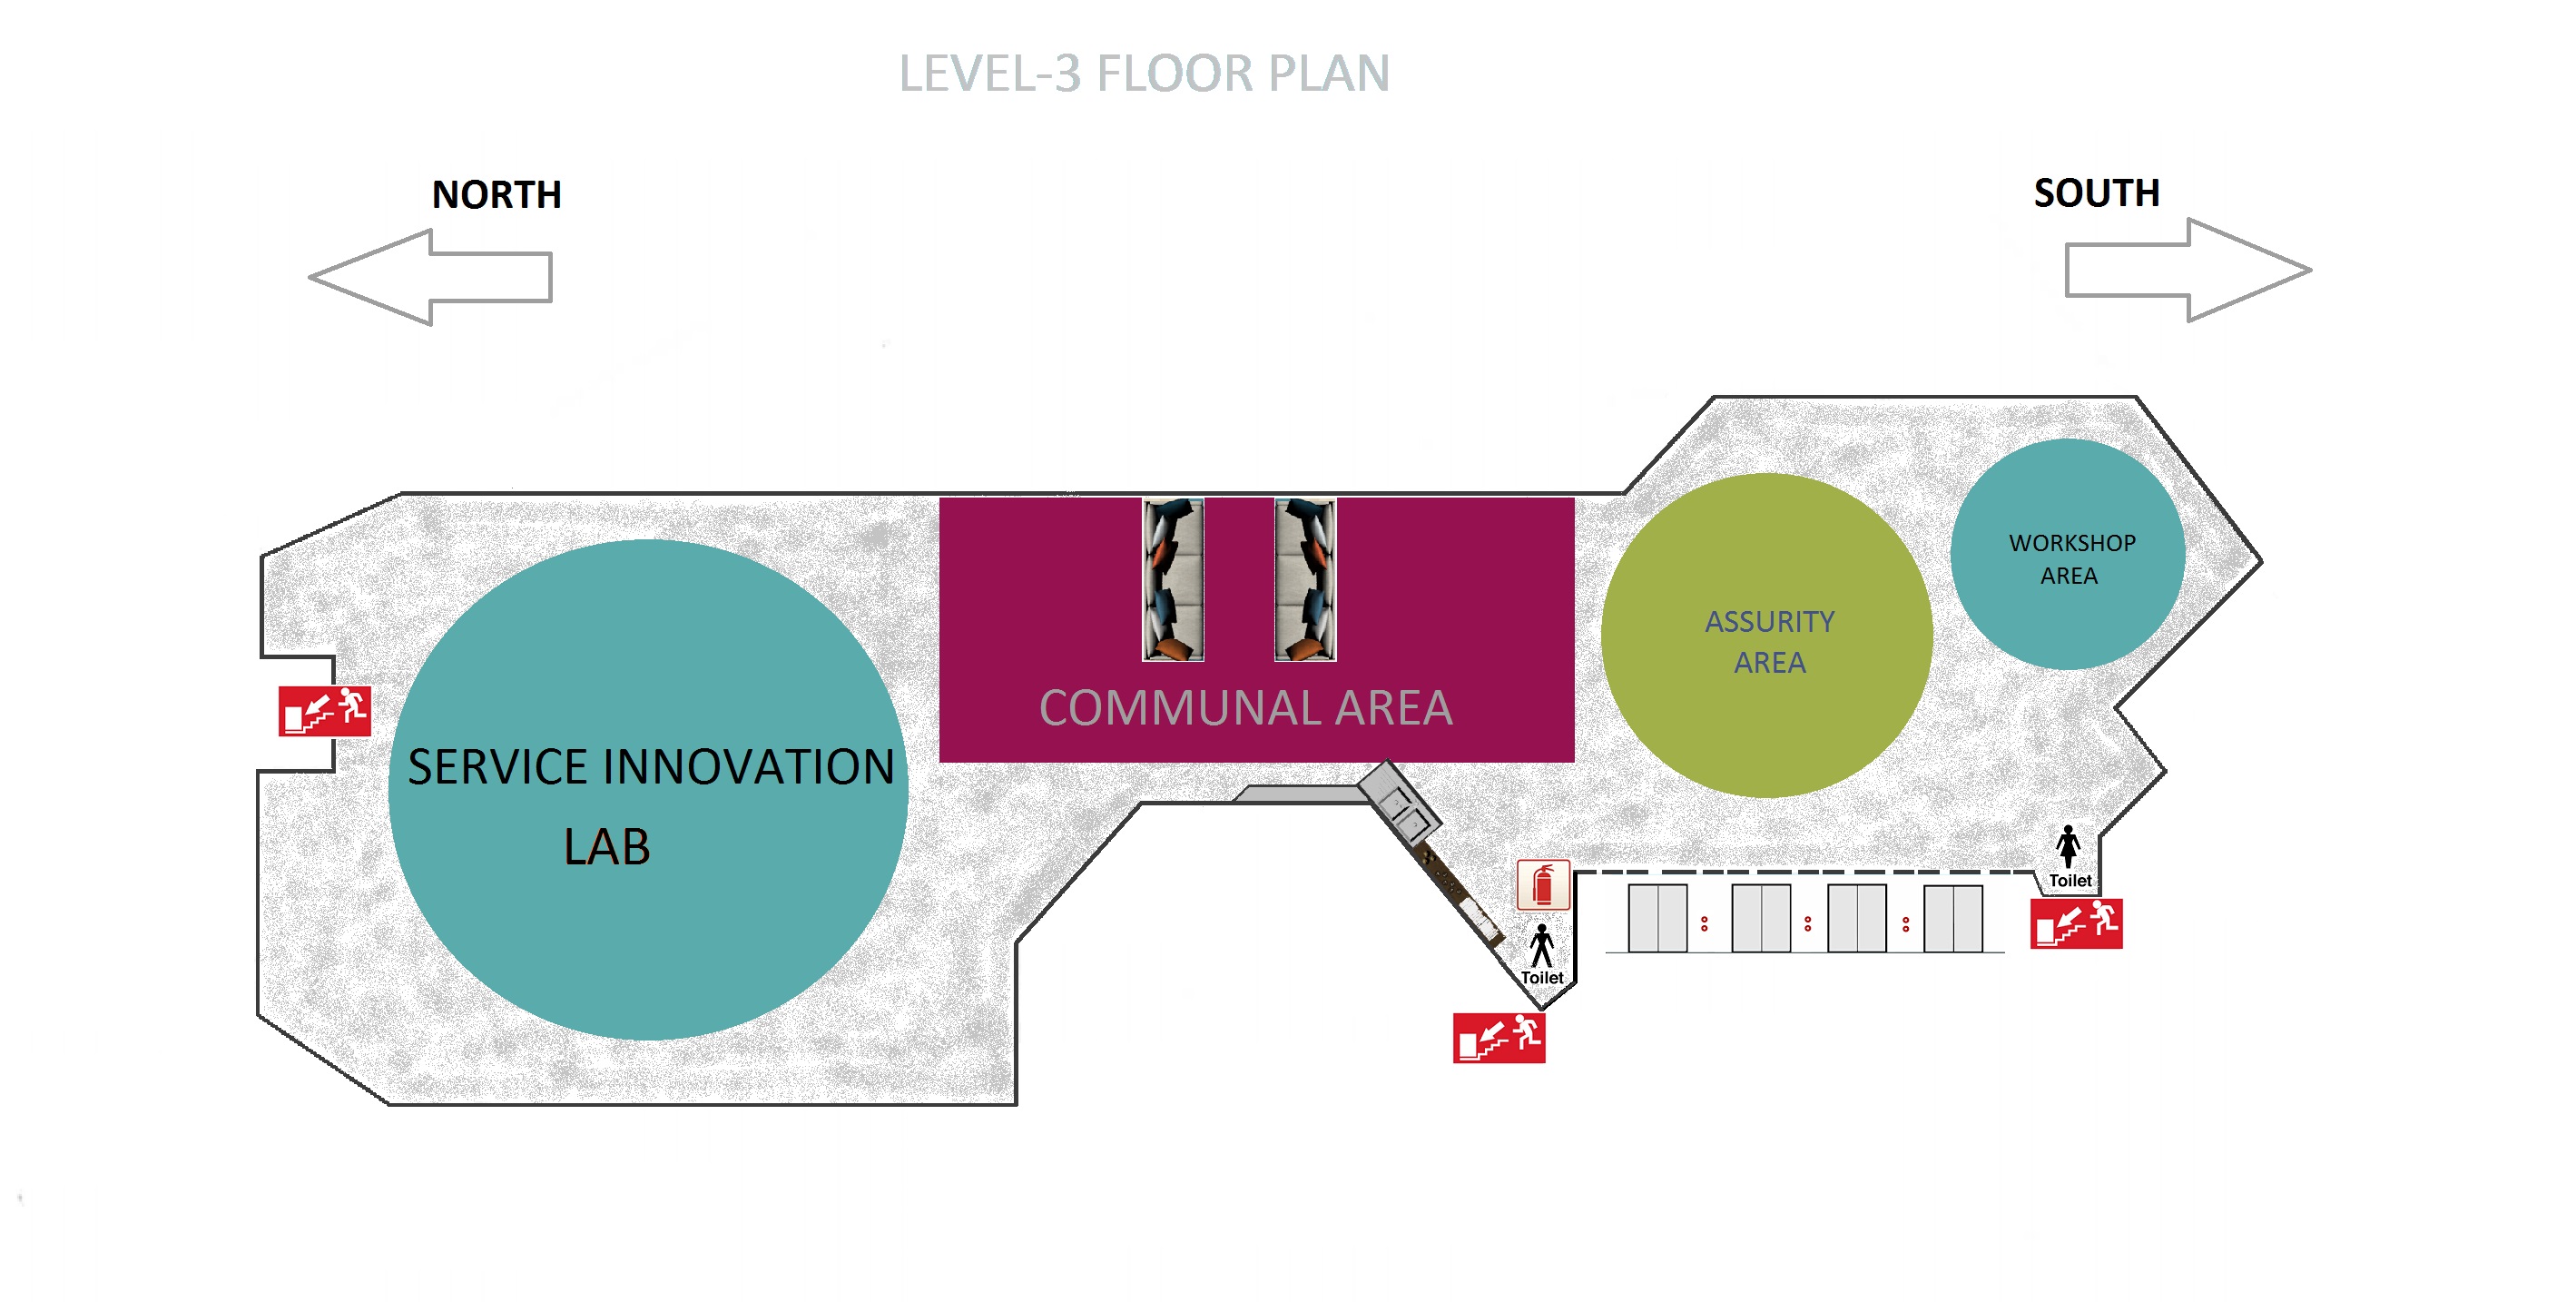 LEVEL-3 FLOOR PLAN
NORTH
SOUTH
WORKSHOP
AREA
ASSURITY
AREA
COMMUNAL AREA
SERVICE INNOVATION
LAB
Toilet
Toilet